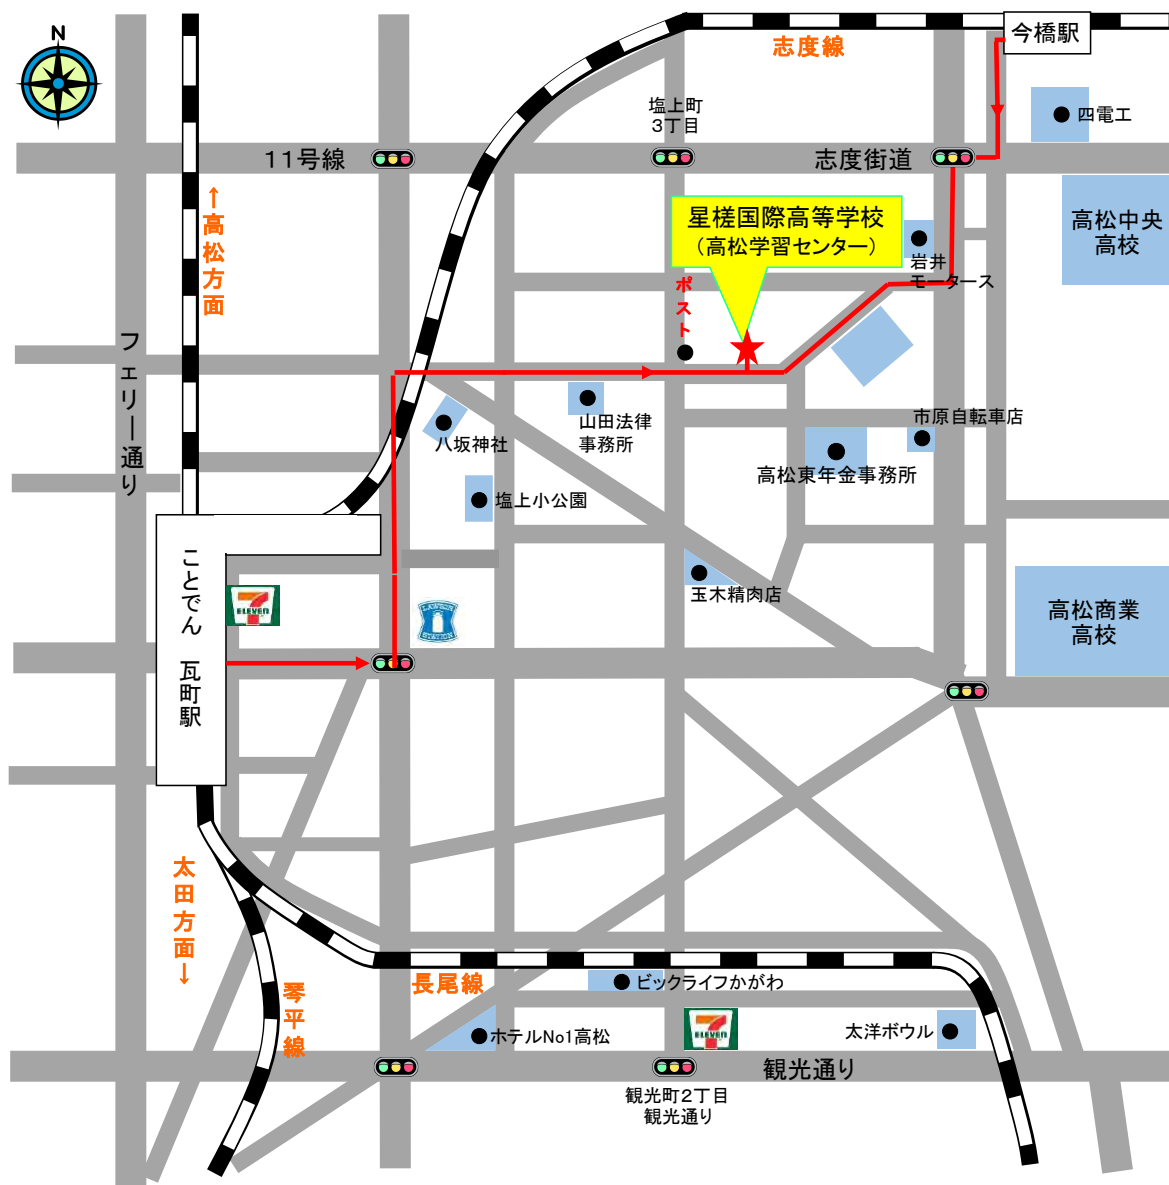 N
今橋駅
志度線
塩上町
3丁目
四電工
11号線
志度街道
↑高松方面
星槎国際高等学校
(高松学習センター)
高松中央
高校
岩井
モータース
ポスト
フェリー通り
山田法律
事務所
市原自転車店
八坂神社
高松東年金事務所
塩上小公園
ことでん 瓦町駅
玉木精肉店
7
ELEVEN
LAWSON
STATION
高松商業
高校
太田方面↓
琴平線
長尾線
ビックライフかがわ
ホテルNo1高松
7
ELEVEN
太洋ボウル
観光通り
観光町2丁目
観光通り